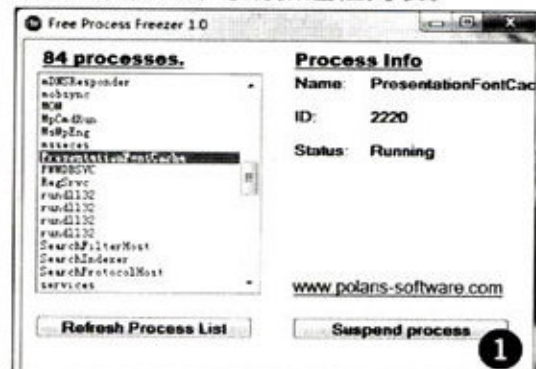 Free Process Freezer 1.0
84 processes.
mDNSResponder
mobsync
MOM
MpCmdRun
MsMpEng
msseces
PresentationFontCache
PWMDBSVC
RegSrvc
rundll32
rundll32
rundll32
rundll32
SearchFilterHost
SearchIndexer
SearchProtocolHost
services
Refresh Process List
Process Info
Name: PresentationFontCac
ID: 2220
Status: Running
www.polaris-software.com
Suspend process
1